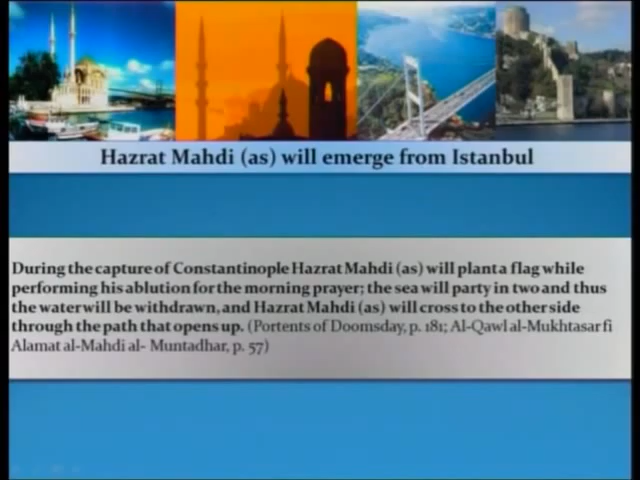 Hazrat Mahdi (as) will emerge from Istanbul
During the capture of Constantinople Hazrat Mahdi (as) will plant a flag while
performing his ablution for the morning prayer; the sea will party in two and thus
the water will be withdrawn, and Hazrat Mahdi (as) will cross to the other side
through the path that opens up. (Portents of Doomsday, p. 181; Al-Qawl al-Mukhtasar fi
Alamat al-Mahdi al- Muntadhar, p. 57)